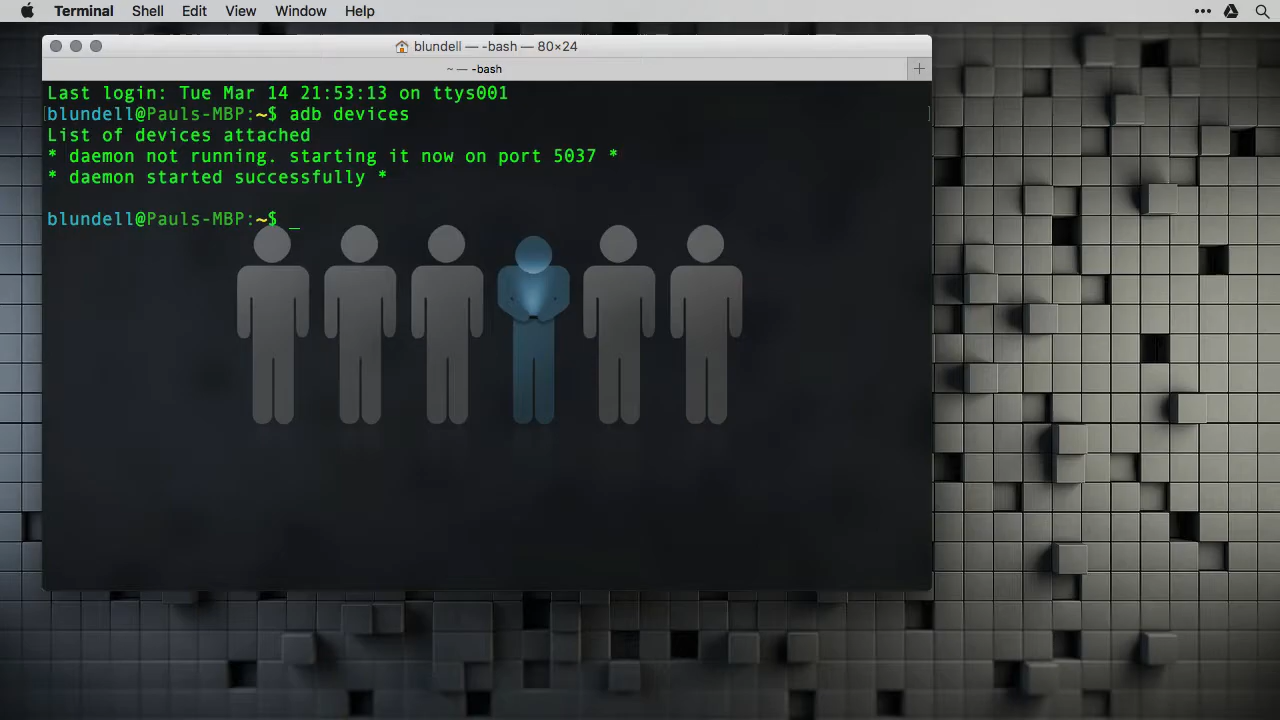 Terminal Shell Edit View Window Help
blundell — -bash — 80×24
~ — -bash
Last login: Tue Mar 14 21:53:13 on ttys001
blundell@Pauls-MBP:~$ adb devices
List of devices attached
* daemon not running. starting it now on port 5037 *
* daemon started successfully *
blundell@Pauls-MBP:~$ _